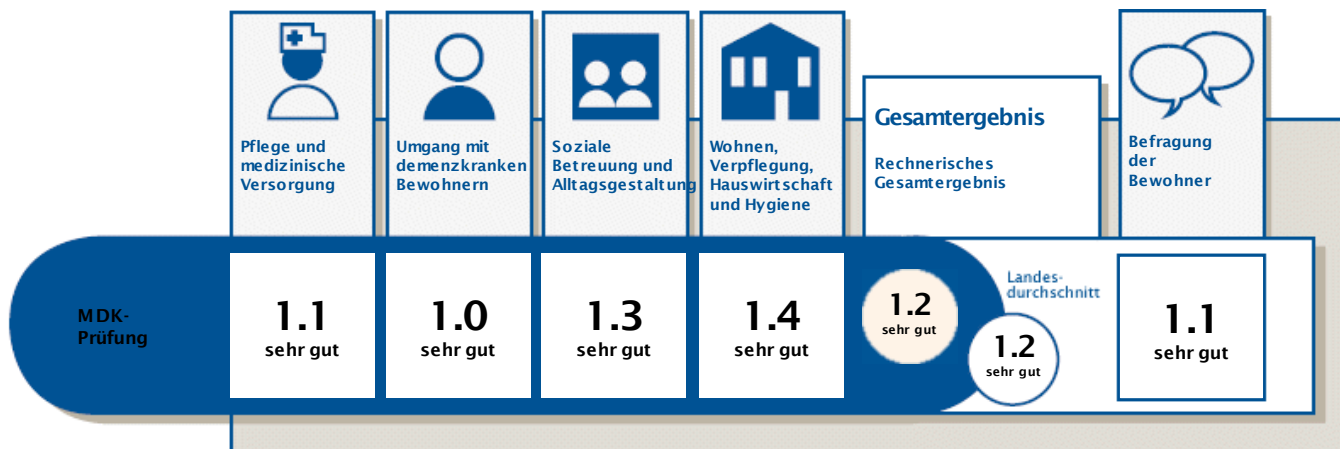 Pflege und
medizinische
Versorgung
Umgang mit
demenzkranken
Bewohnern
Soziale
Betreuung und
Alltagsgestaltung
Wohnen,
Verpflegung,
Hauswirtschaft
und Hygiene
Gesamtergebnis
Rechnerisches
Gesamtergebnis
Befragung
der
Bewohner
MDK-
Prüfung
1.1
sehr gut
1.0
sehr gut
1.3
sehr gut
1.4
sehr gut
1.2
sehr gut
Landes-
durchschnitt
1.2
sehr gut
1.1
sehr gut